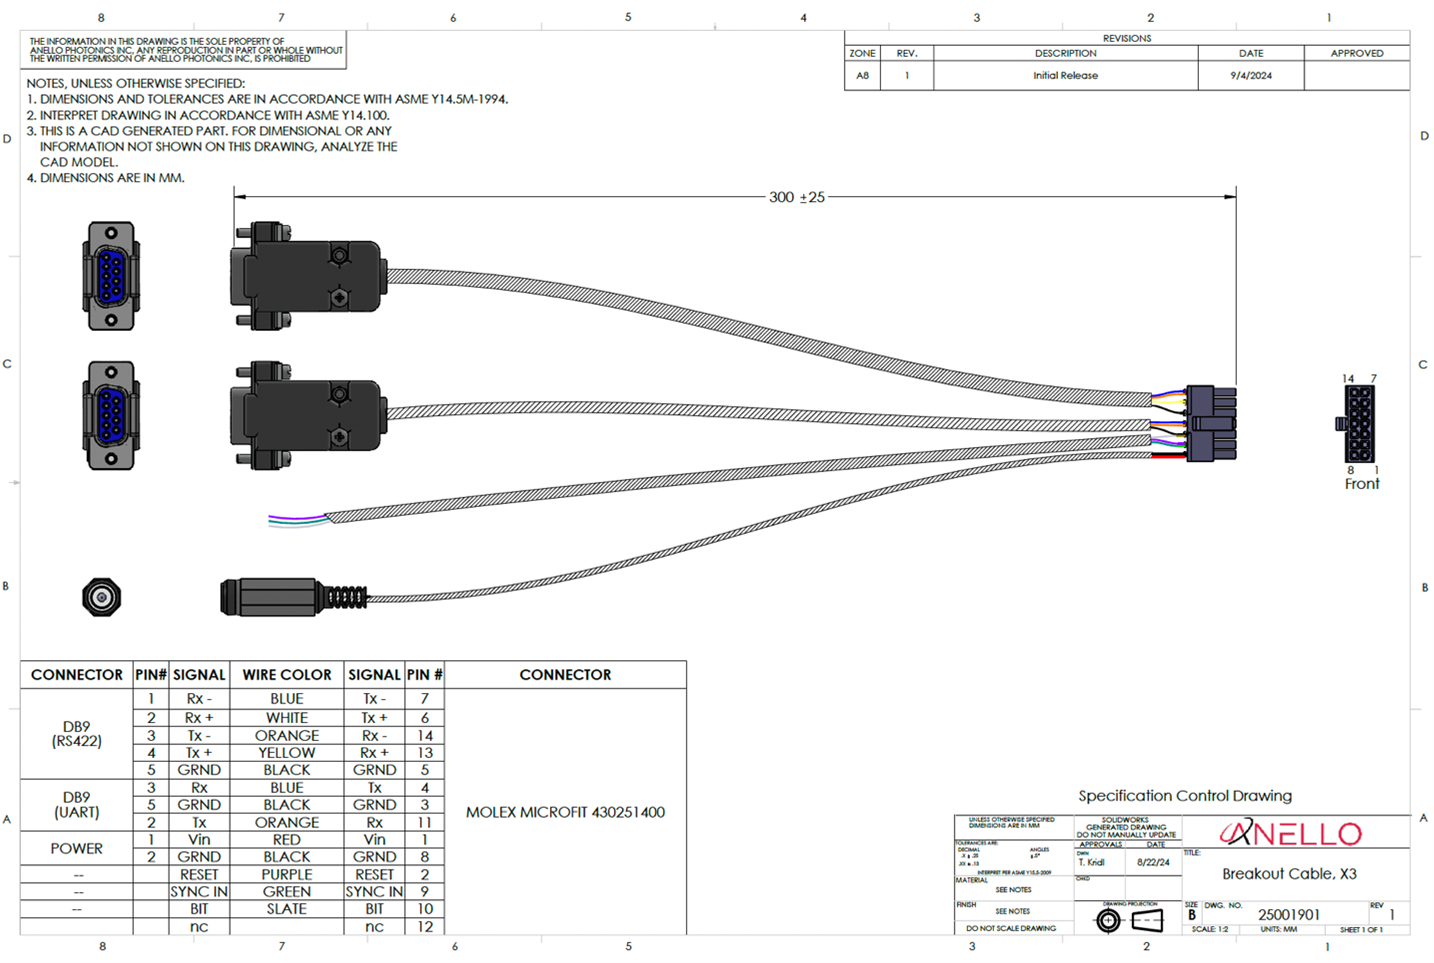 8 7 6 5 4 3 2 1
THE INFORMATION IN THIS DRAWING IS THE SOLE PROPERTY OF
ANELLO PHOTONICS INC. ANY REPRODUCTION IN PART OR WHOLE WITHOUT
THE WRITTEN PERMISSION OF ANELLO PHOTONICS INC, IS PROHIBITED
REVISIONS
ZONE REV. DESCRIPTION DATE APPROVED
A8 1 Initial Release 9/4/2024
NOTES, UNLESS OTHERWISE SPECIFIED:
1. DIMENSIONS AND TOLERANCES ARE IN ACCORDANCE WITH ASME Y14.5M-1994.
2. INTERPRET DRAWING IN ACCORDANCE WITH ASME Y14.100.
3. THIS IS A CAD GENERATED PART. FOR DIMENSIONAL OR ANY
INFORMATION NOT SHOWN ON THIS DRAWING, ANALYZE THE
CAD MODEL.
4. DIMENSIONS ARE IN MM.
D D
300 ±25
C C
14 7
8 1
Front
B B
CONNECTOR PIN# SIGNAL WIRE COLOR SIGNAL PIN # CONNECTOR
DB9
(RS422)
1 Rx - BLUE Tx - 7
2 Rx + WHITE Tx + 6
3 Tx - ORANGE Rx - 14
4 Tx + YELLOW Rx + 13
5 GRND BLACK GRND 5
DB9
(UART)
3 Rx BLUE Tx 4
5 GRND BLACK GRND 3
2 Tx ORANGE Rx 11
POWER
1 Vin RED Vin 1
2 GRND BLACK GRND 8
-- RESET PURPLE RESET 2
-- SYNC IN GREEN SYNC IN 9
-- BIT SLATE BIT 10
nc nc 12
MOLEX MICROFIT 430251400
A A
Specification Control Drawing
UNLESS OTHERWISE SPECIFIED
DIMENSIONS ARE IN MM
TOLERANCES ARE:
DECIMAL ANGLES
INTERPRET PER ASME Y15.5-2009
MATERIAL
SEE NOTES
FINISH
SEE NOTES
DO NOT SCALE DRAWING
SOLIDWORKS
GENERATED DRAWING
DO NOT MANUALLY UPDATE
APPROVALS DATE
DWN
T. Kridl 8/22/24
CHKD
DRAWING PROJECTION
ANELLO
TITLE:
Breakout Cable, X3
SIZE DWG. NO. REV
B 25001901 1
SCALE: 1:2 UNITS: MM SHEET 1 OF 1
8 7 6 5 3 2 1